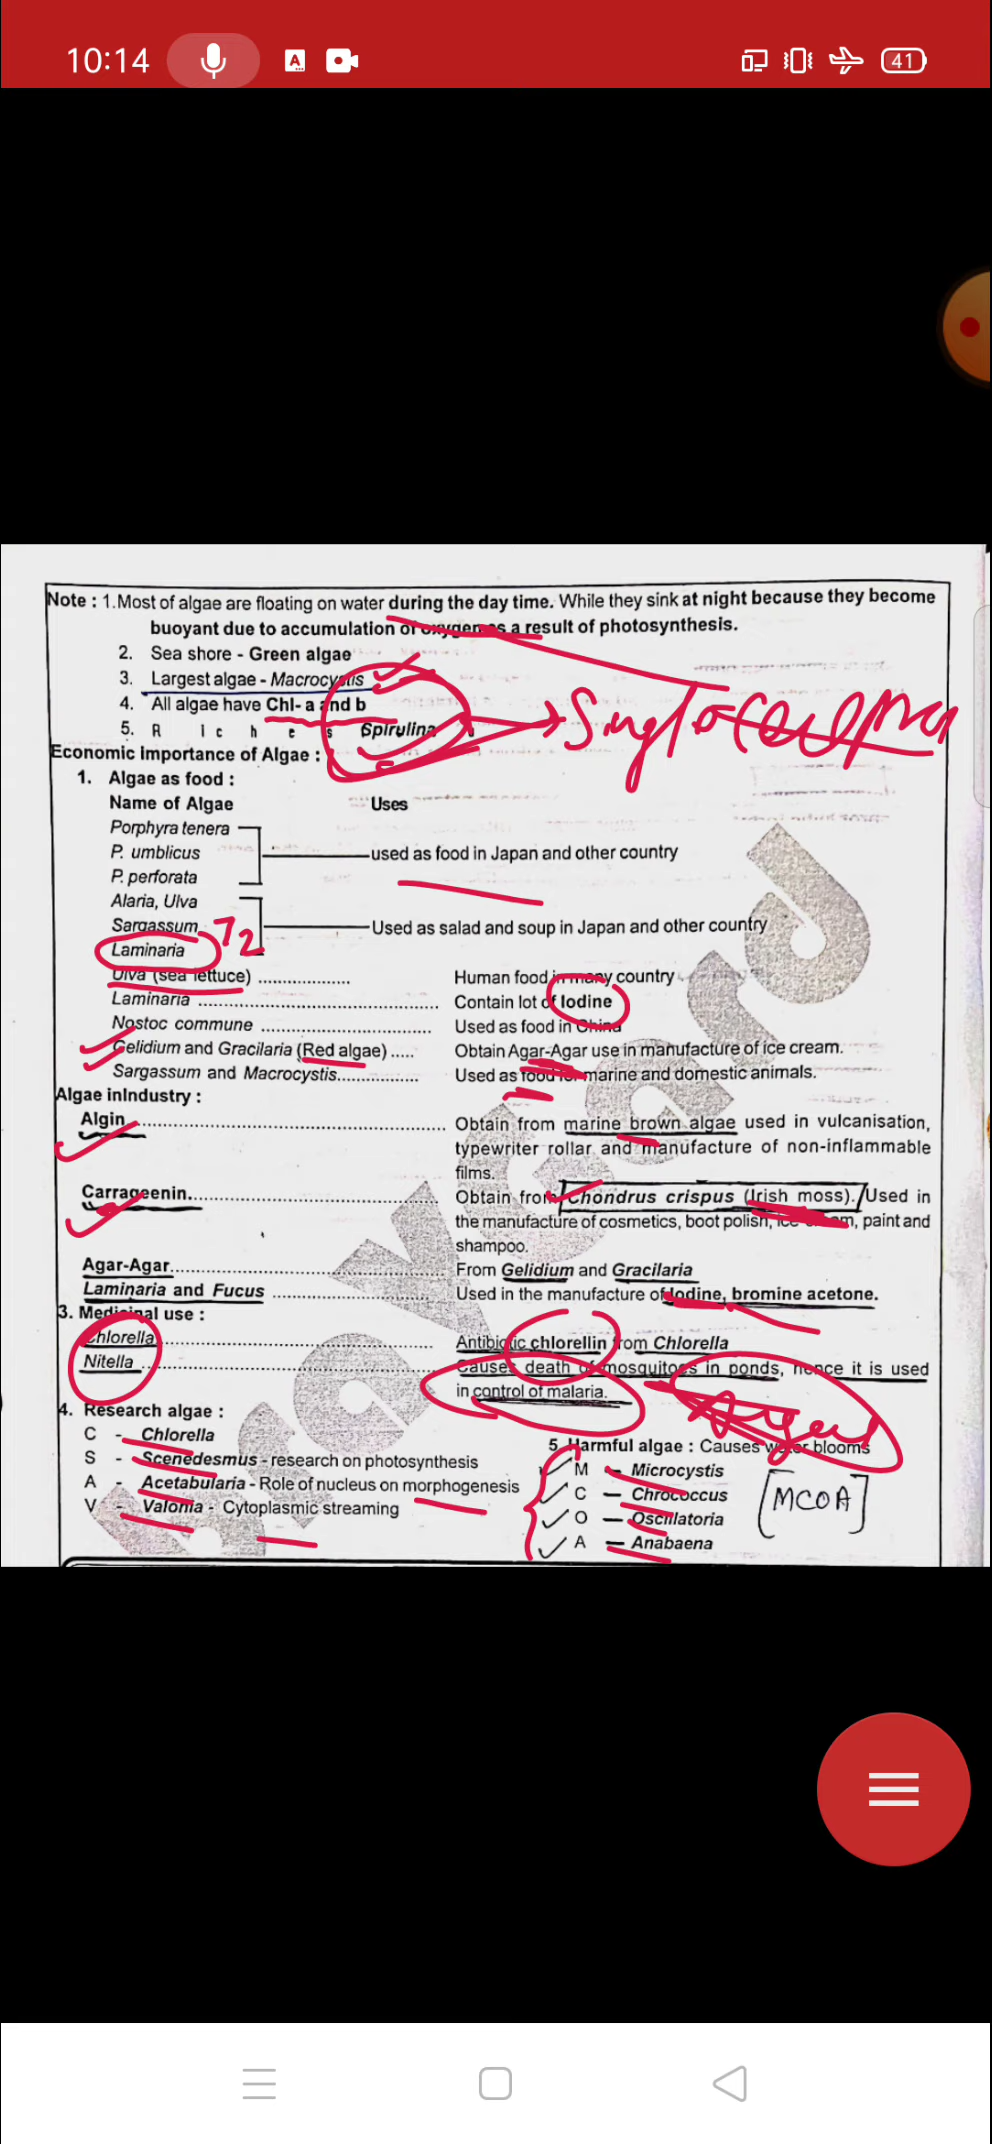 10:14
41
Note : 1.Most of algae are floating on water during the day time. While they sink at night because they become
buoyant due to accumulation of oxygen as a result of photosynthesis.
2. Sea shore - Green algae
3. Largest algae - Macrocystis
4. All algae have Chl- a and b
5. R i c h e s Spirulina
Economic Importance of Algae :
1. Algae as food :
Name of Algae Uses
Porphyra tenera
P. umblicus used as food in Japan and other country
P. perforata
Alaria, Ulva
Sargassum Used as salad and soup in Japan and other country
Laminaria
Ulva (sea lettuce) .................. Human food in many country
Laminaria .................. Contain lot of Iodine
Nostoc commune .................. Used as food in China
Gelidium and Gracilaria (Red algae) ..... Obtain Agar-Agar use in manufacture of ice cream.
Sargassum and Macrocystis................ Used as food for marine and domestic animals.
Algae inIndustry :
Algin .................. Obtain from marine brown algae used in vulcanisation,
typewriter rollar and manufacture of non-inflammable
films.
Carrageenin.................. Obtain from Chondrus crispus (Irish moss). Used in
the manufacture of cosmetics, boot polish, ice cream, paint and
shampoo.
Agar-Agar.................. From Gelidium and Gracilaria
Laminaria and Fucus .................. Used in the manufacture of Iodine, bromine acetone.
3. Medicinal use :
Chlorella .................. Antibiotic chlorellin from Chlorella
Nitella .................. Causes death of mosquitoes in ponds, hence it is used
in control of malaria.
4. Research algae :
C - Chlorella
S - Scenedesmus - research on photosynthesis
A - Acetabularia - Role of nucleus on morphogenesis
V - Valonia - Cytoplasmic streaming
5. Harmful algae : Causes water blooms
M - Microcystis
C - Chrococcus
O - Oscillatoria
A - Anabaena
[MCOA]